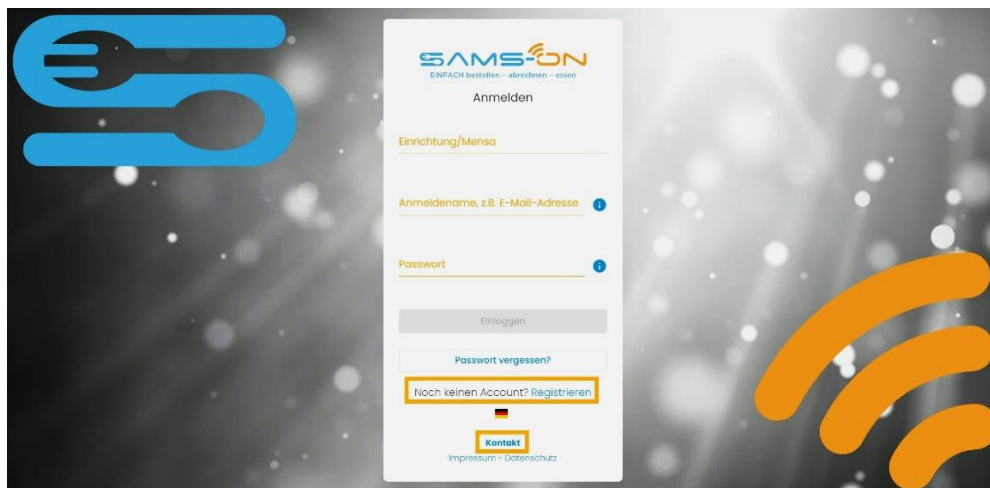 SAMS-ON
EINFACH bestellen – abrechnen – essen
Anmelden
Einrichtung/Mensa
Anmeldename, z.B. E-Mail-Adresse
Passwort
Einloggen
Passwort vergessen?
Noch keinen Account? Registrieren
Kontakt
Impressum - Datenschutz